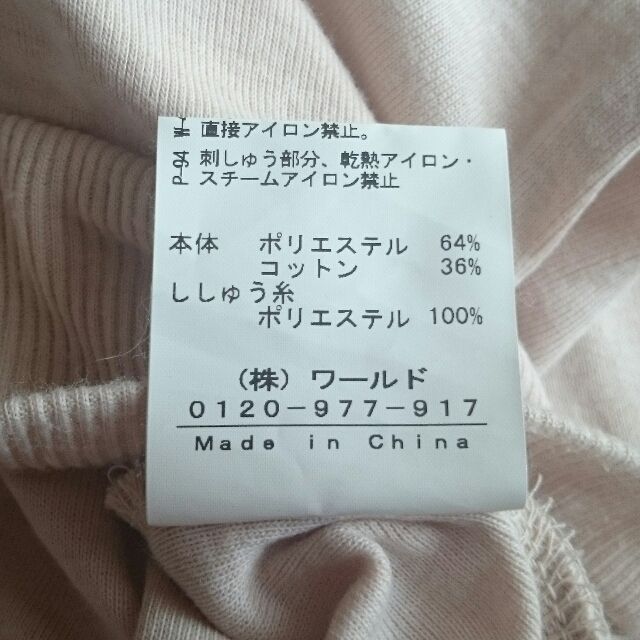 直接アイロン禁止。
刺しゅう部分、乾熱アイロン・
スチームアイロン禁止
本体 ポリエステル 64%
コットン 36%
ししゅう糸
ポリエステル 100%
(株)ワールド
0120-977-917
Made in China